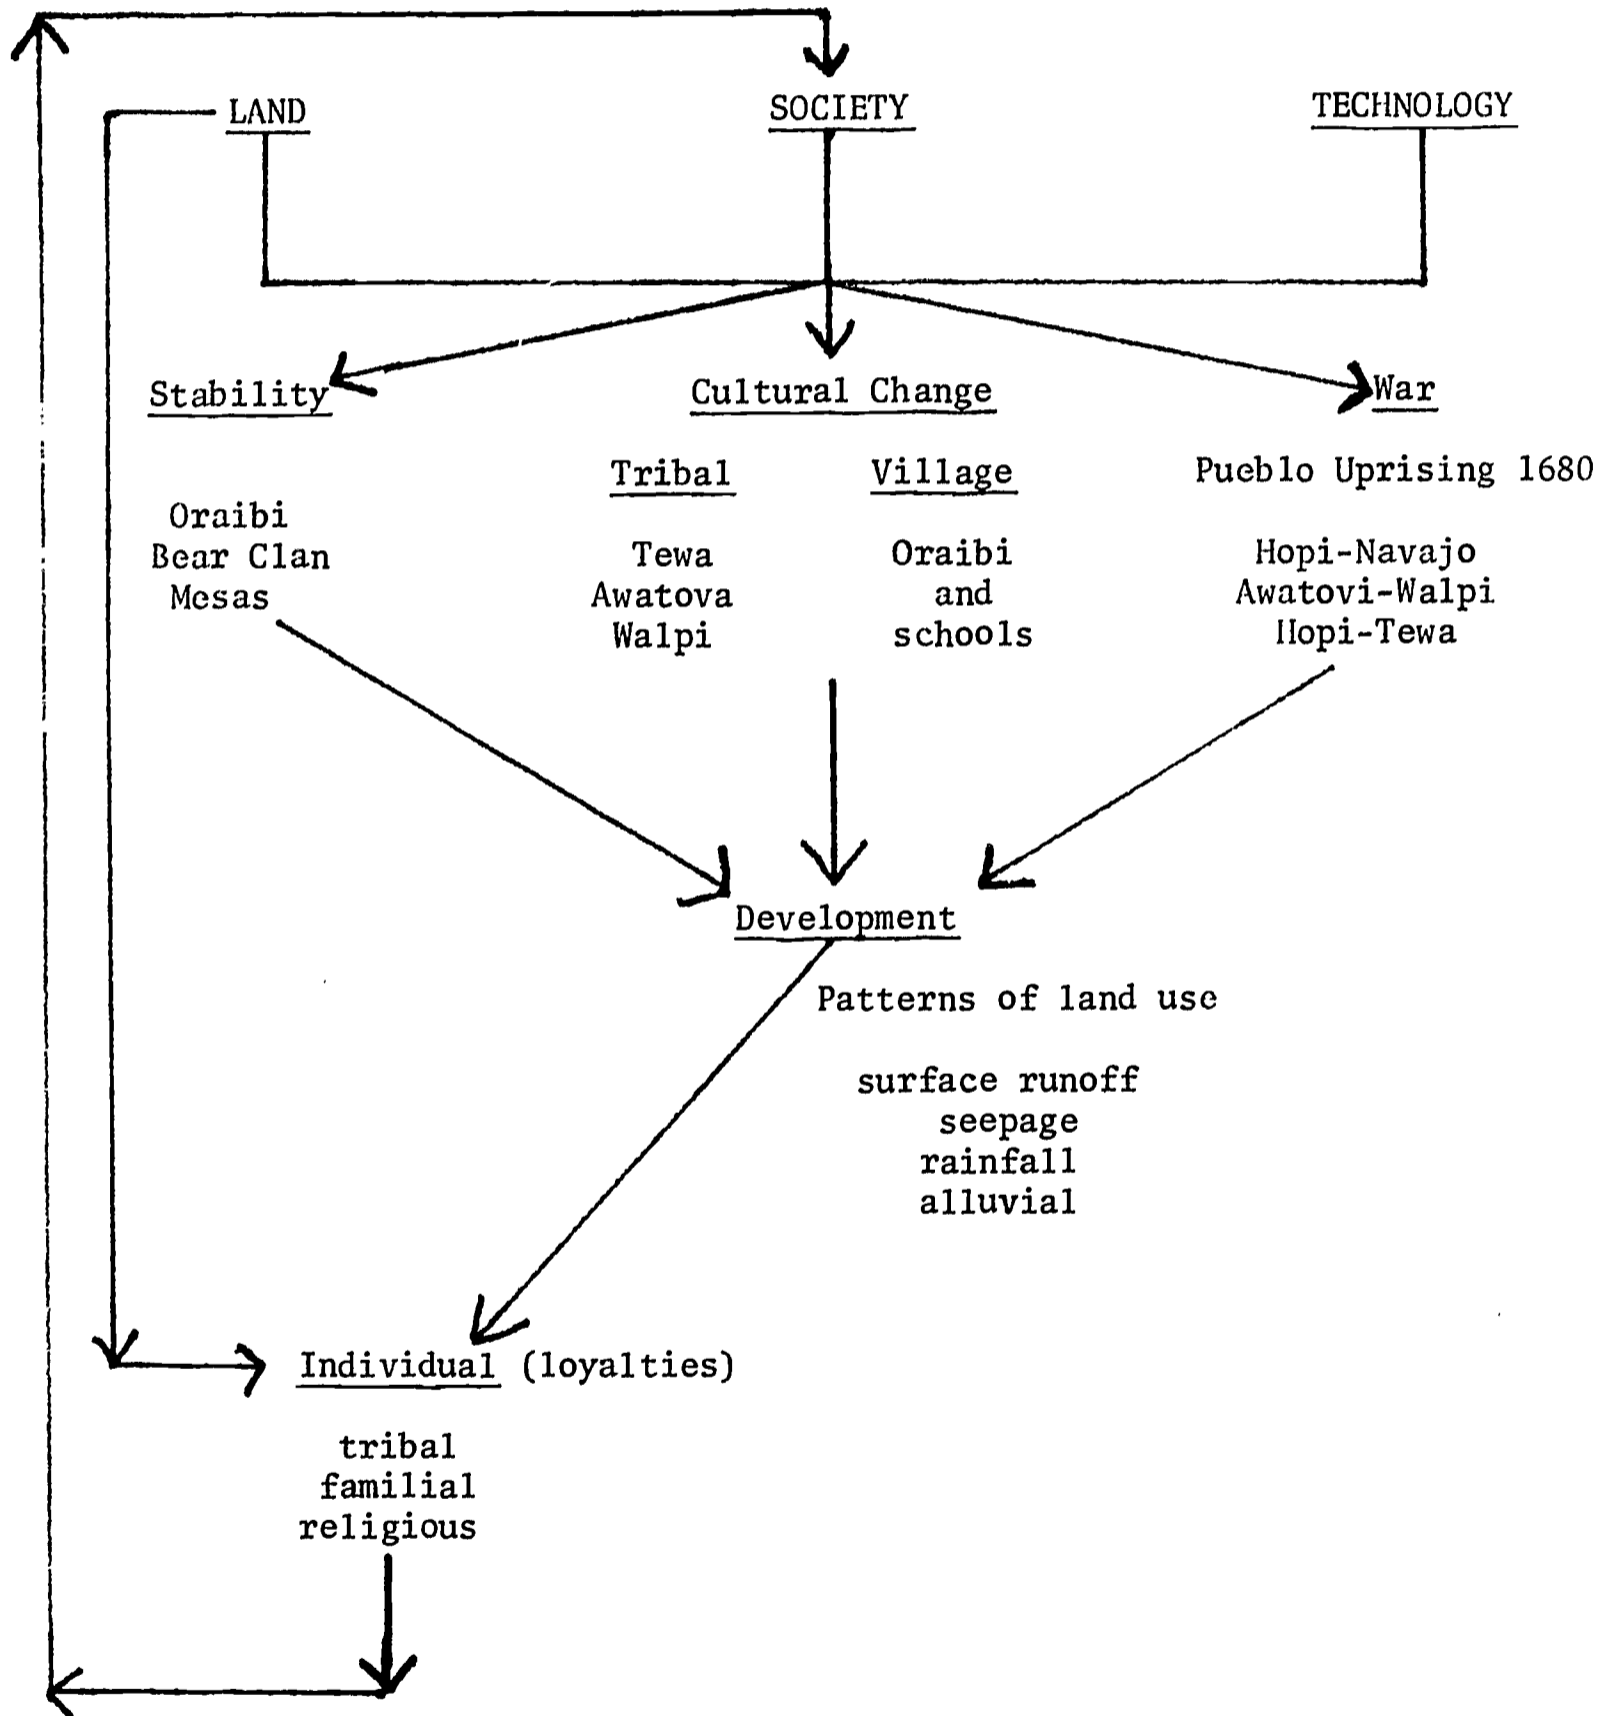 LAND
SOCIETY
TECHNOLOGY
Stability
Cultural Change
War
Tribal
Village
Pueblo Uprising 1680
Oraibi
Bear Clan
Mesas
Tewa
Awatova
Walpi
Oraibi
and
schools
Hopi-Navajo
Awatovi-Walpi
Hopi-Tewa
Development
Patterns of land use
surface runoff
seepage
rainfall
alluvial
Individual (loyalties)
tribal
familial
religious